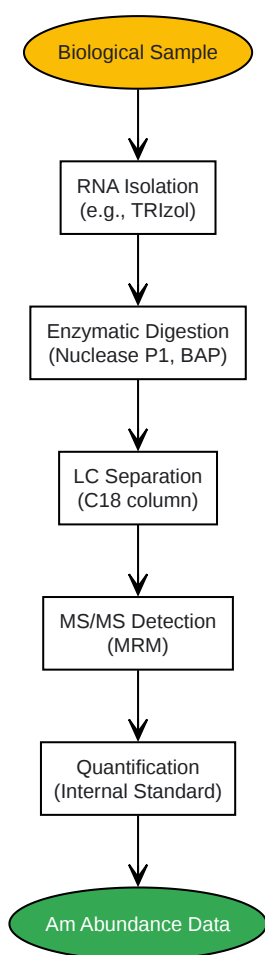 Biological Sample
RNA Isolation
(e.g., TRIzol)
Enzymatic Digestion
(Nuclease P1, BAP)
LC Separation
(C18 column)
MS/MS Detection
(MRM)
Quantification
(Internal Standard)
Am Abundance Data